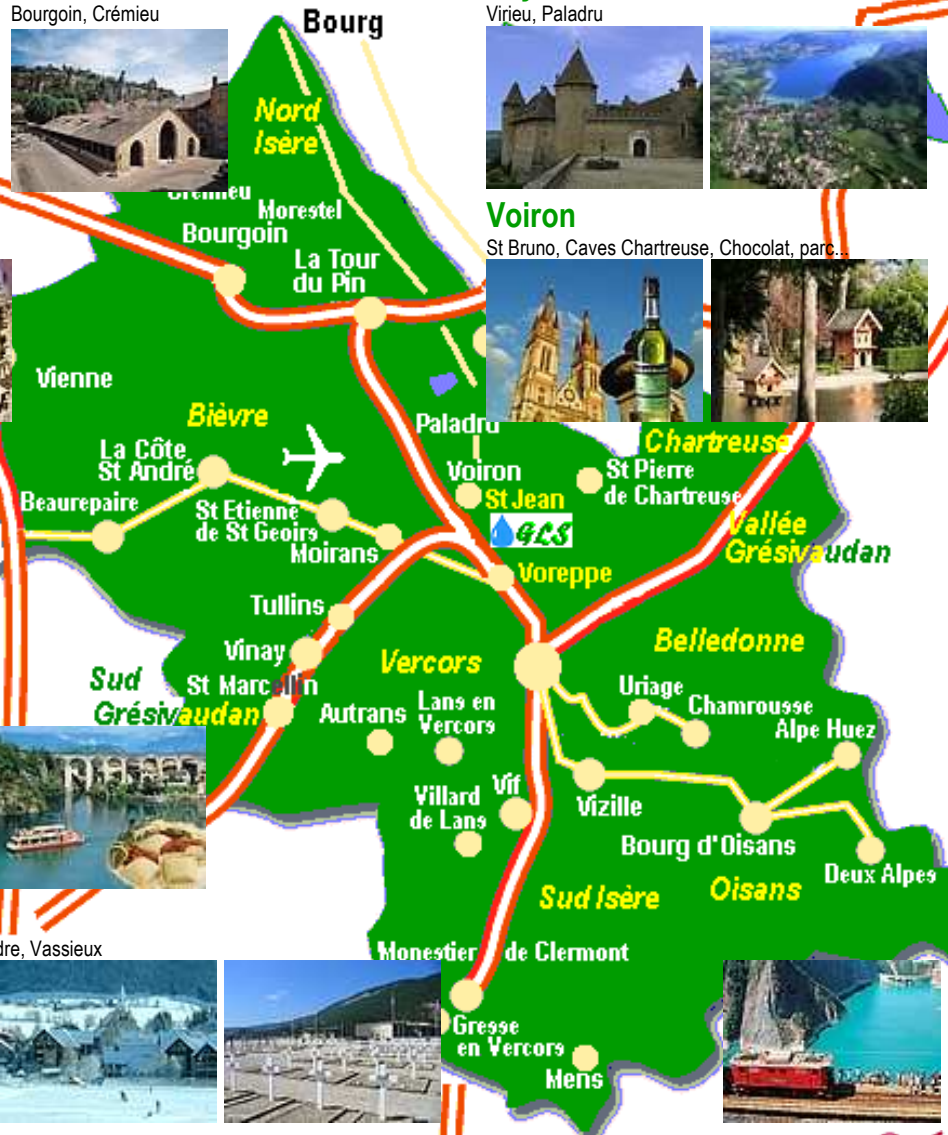 Bourgoin, Crémieu
Bourg
Virieu, Paladru
Nord
Isère
Crémieu
Morestel
Bourgoin
La Tour
du Pin
Voiron
St Bruno, Caves Chartreuse, Chocolat, parc...
Vienne
Bièvre
Paladru
La Côte
St André
Chartreuse
Voiron
St Pierre
de Chartreuse
Beaurepaire
St Jean
St Etienne
de St Geoirs
GLS
Moirans
Vallée
Grésivaudan
Voreppe
Tullins
Vinay
Vercors
Belledonne
Sud
Grésivaudan
St Marcellin
Autrans
Lans en
Vercors
Uriage
Chamrousse
Alpe Huez
Villard
de Lans
Vif
Vizille
Bourg d'Oisans
Deux Alpes
Sud Isère
Oisans
dre, Vassieux
Monestier de Clermont
Gresse
en Vercors
Mens